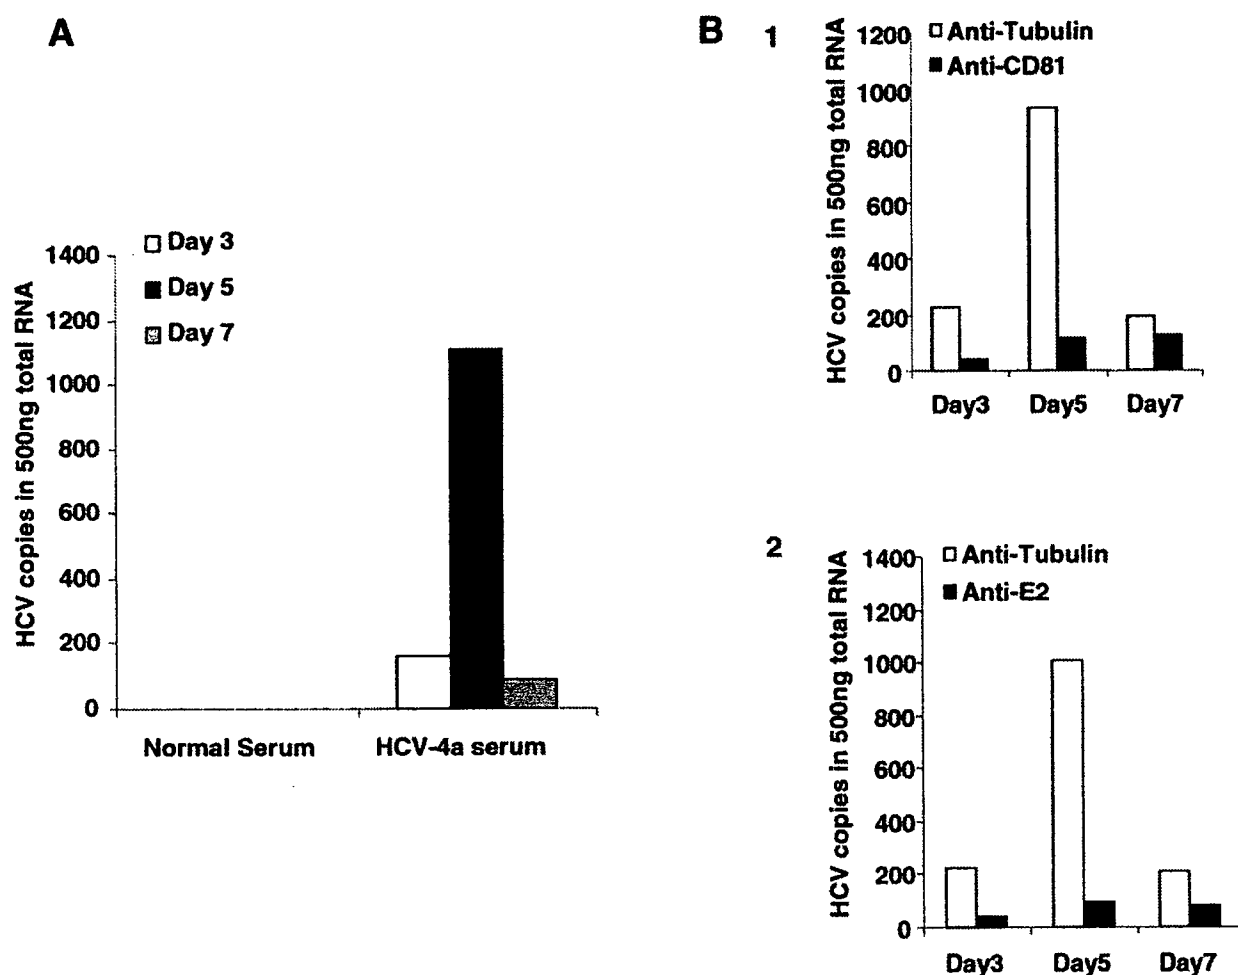 A
HCV copies in 500ng total RNA
1400
1200
1000
800
600
400
200
0
Day 3
Day 5
Day 7
Normal Serum
HCV-4a serum
B
1
HCV copies in 500ng total RNA
1200
1000
800
600
400
200
0
Anti-Tubulin
Anti-CD81
Day3
Day5
Day7
2
HCV copies in 500ng total RNA
1400
1200
1000
800
600
400
200
0
Anti-Tubulin
Anti-E2
Day3
Day5
Day7